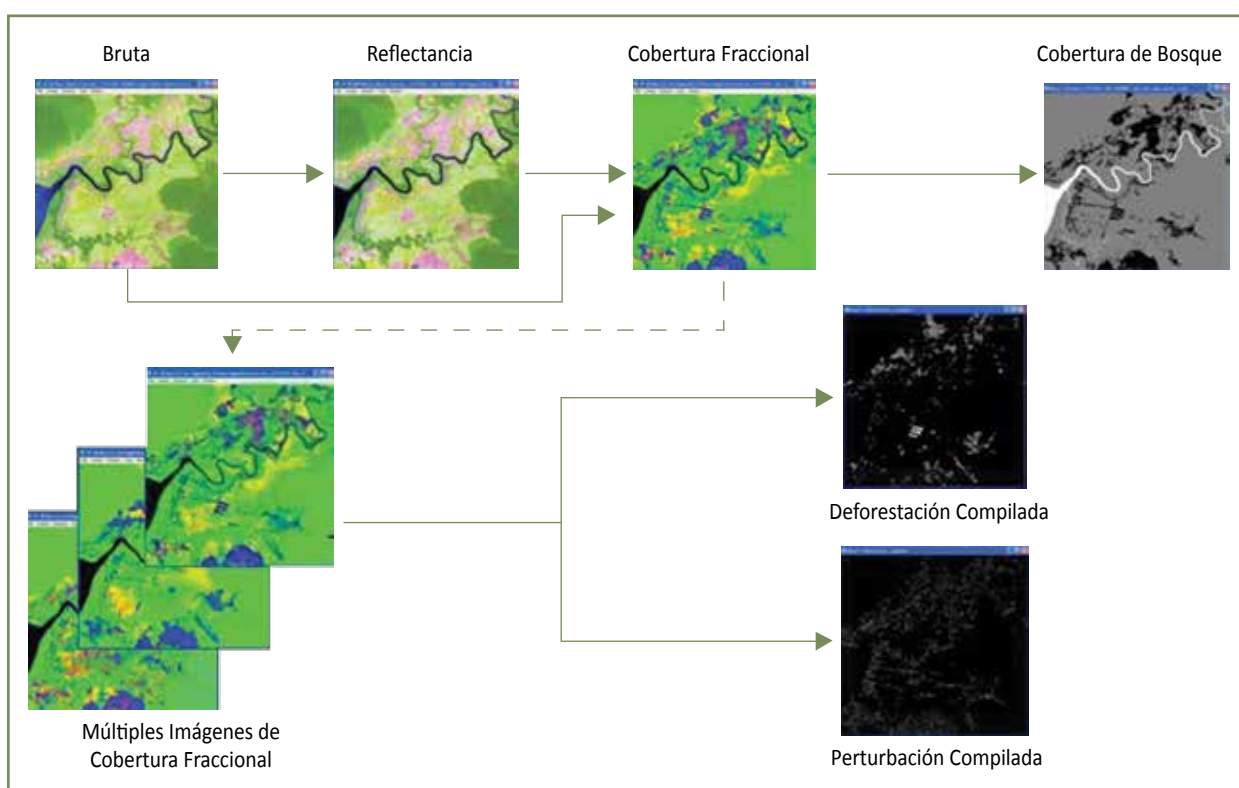 Bruta
Reflectancia
Cobertura Fraccional
Cobertura de Bosque
Múltiples Imágenes de
Cobertura Fraccional
Deforestación Compilada
Perturbación Compilada